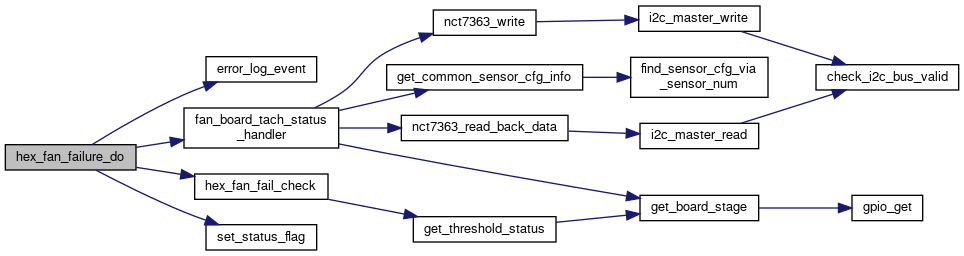 hex_fan_failure_do
error_log_event
fan_board_tach_status
_handler
hex_fan_fail_check
set_status_flag
nct7363_write
get_common_sensor_cfg_info
nct7363_read_back_data
get_threshold_status
i2c_master_write
find_sensor_cfg_via
_sensor_num
i2c_master_read
get_board_stage
check_i2c_bus_valid
gpio_get